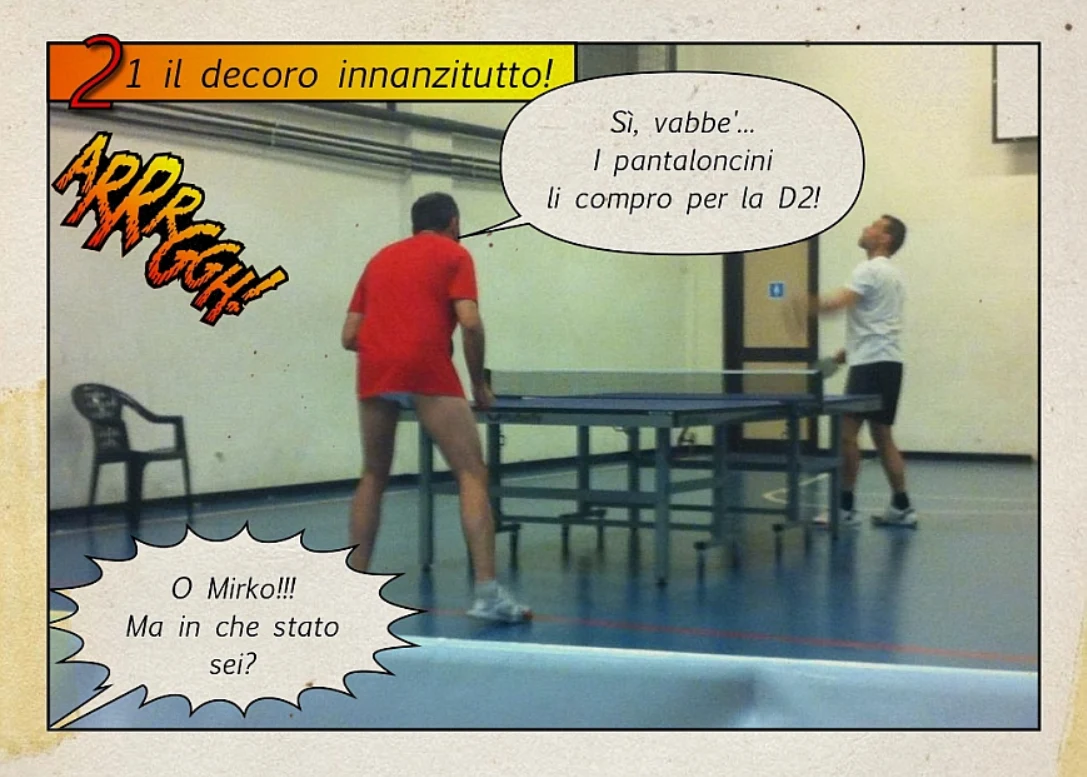 21 il decoro innanzitutto!
Sì, vabbe'...
I pantaloncini
li compro per la D2!
ARRRGGH!
O Mirko!!!
Ma in che stato
sei?